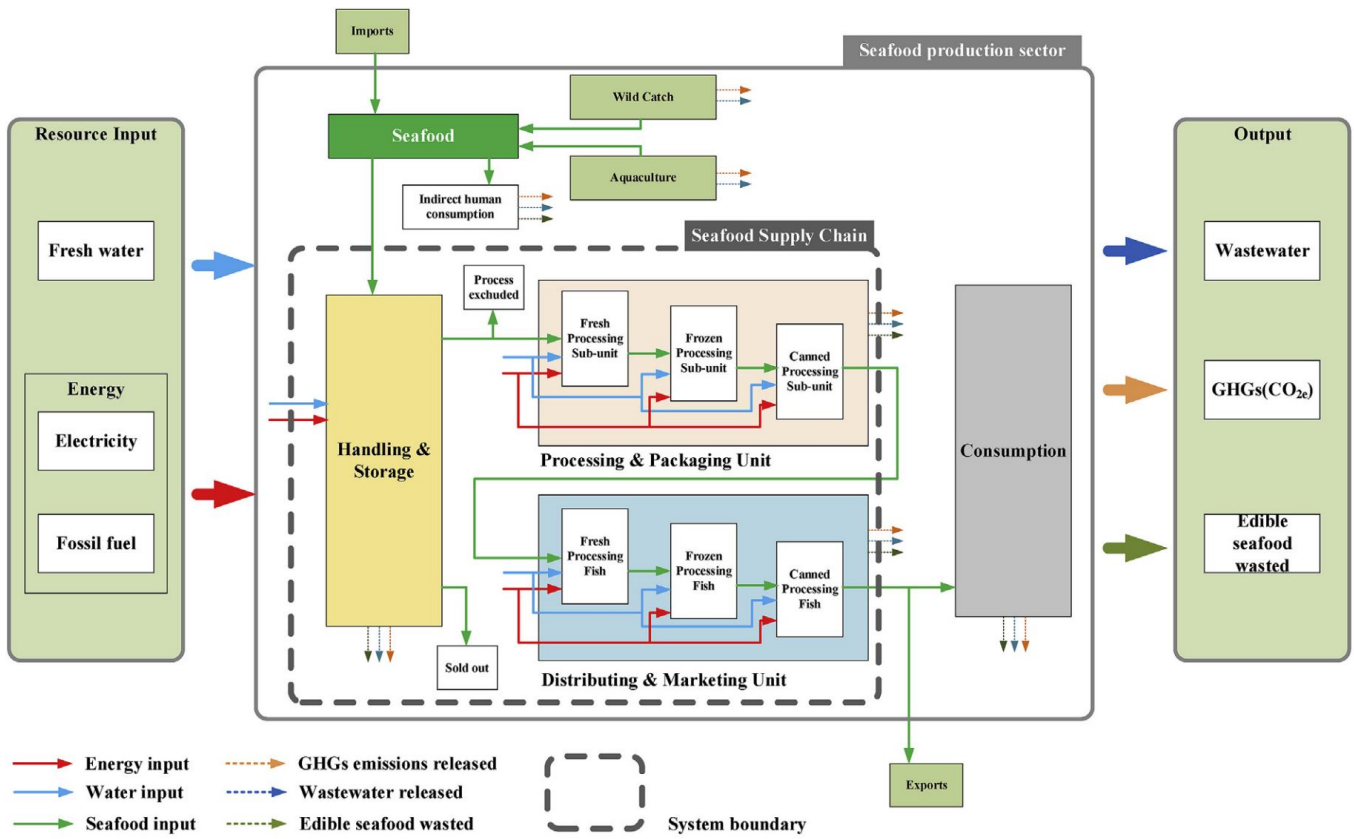 Imports
Seafood production sector
Wild Catch
Resource Input
Seafood
Output
Aquaculture
Indirect human
consumption
Seafood Supply Chain
Fresh water
Wastewater
Process
exchuded
Fresh
Processing
Sub-unit
Frozen
Processing
Sub-unit
Canned
Processing
Sub-unit
Energy
Electricity
Fossil fuel
Handling &
Storage
Processing & Packaging Unit
Consumption
GHGs(CO2e)
Fresh
Processing
Fish
Frozen
Processing
Fish
Canned
Processing
Fish
Edible
seafood
wasted
Sold out
Distributing & Marketing Unit
Energy input
GHGs emissions released
Water input
Wastewater released
Seafood input
Edible seafood wasted
System boundary
Exports